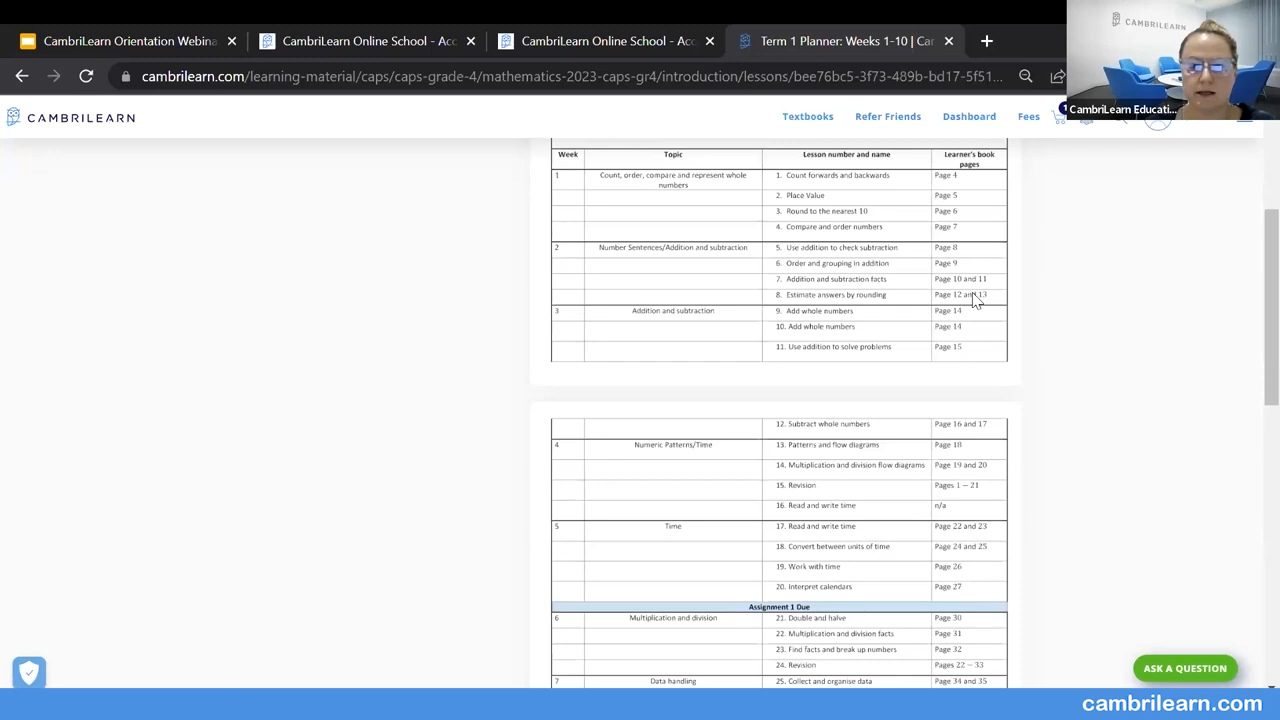 CambriLearn Orientation Webina
CambriLearn Online School - Acc
CambriLearn Online School - Acc
Term 1 Planner: Weeks 1-10 | Ca
cambrilearn.com/learning-material/caps/caps-grade-4/mathematics-2023-caps-gr4/introduction/lessons/bee76bc5-3f73-4d9b-bd17-5f51...
CAMBRILEARN
CambriLearn Educati...
CAMBRILEARN
Textbooks Refer Friends Dashboard Fees
Week Topic Lesson number and name Learner's book pages
1 Count, order, compare and represent whole numbers 1. Count forwards and backwards Page 4
2. Place Value Page 5
3. Round to the nearest 10 Page 6
4. Compare and order numbers Page 7
2 Number Sentences/Addition and subtraction 5. Use addition to check subtraction Page 8
6. Order and grouping in addition Page 9
7. Addition and subtraction facts Page 10 and 11
8. Estimate answers by rounding Page 12 and 13
3 Addition and subtraction 9. Add whole numbers Page 14
10. Add whole numbers Page 14
11. Use addition to solve problems Page 15
12. Subtract whole numbers Page 16 and 17
4 Numeric Patterns/Time 13. Patterns and flow diagrams Page 18
14. Multiplication and division flow diagrams Page 19 and 20
15. Revision Pages 1 – 21
16. Read and write time n/a
5 Time 17. Read and write time Page 22 and 23
18. Convert between units of time Page 24 and 25
19. Work with time Page 26
20. Interpret calendars Page 27
Assignment 1 Due
6 Multiplication and division 21. Double and halve Page 30
22. Multiplication and division facts Page 31
23. Find facts and break up numbers Page 32
24. Revision Pages 22 – 33
7 Data handling 25. Collect and organise data Page 34 and 35
ASK A QUESTION
cambrilearn.com